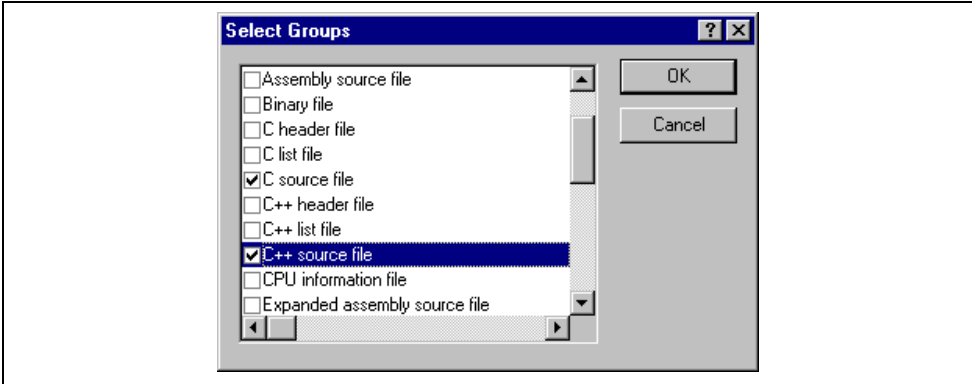 Select Groups
Assembly source file
Binary file
C header file
C list file
C source file
C++ header file
C++ list file
C++ source file
CPU information file
Expanded assembly source file
OK
Cancel